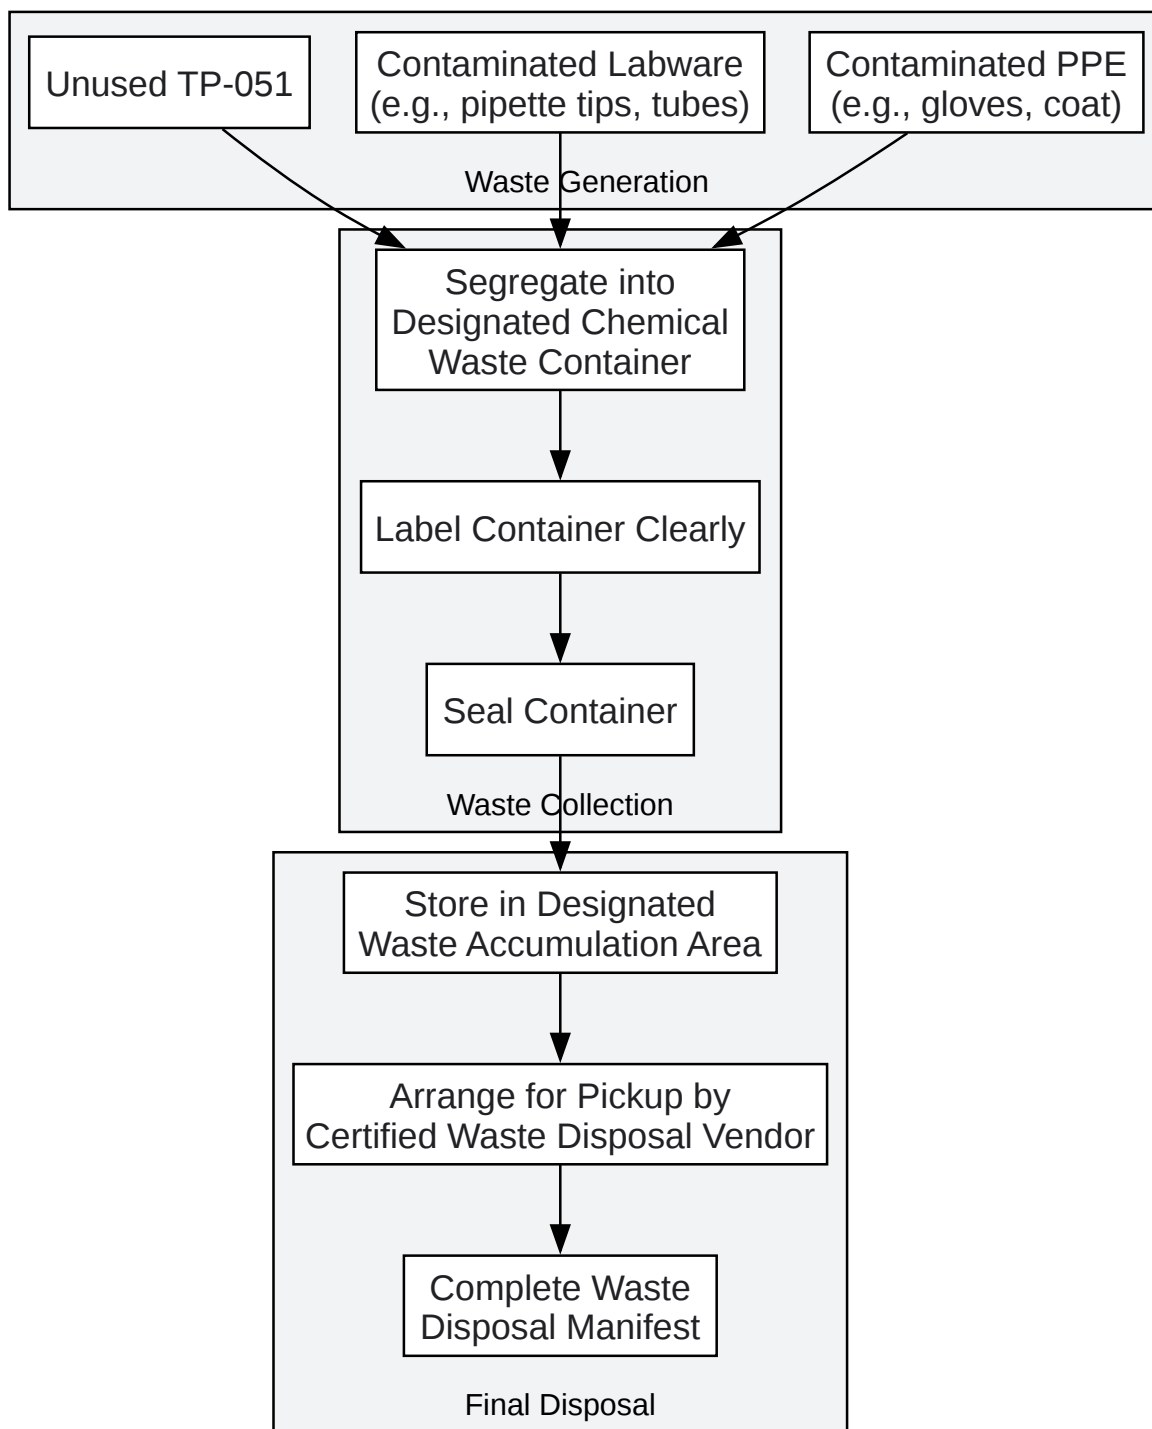 Unused TP-051
Contaminated Labware
(e.g., pipette tips, tubes)
Contaminated PPE
(e.g., gloves, coat)
Waste Generation
Segregate into
Designated Chemical
Waste Container
Label Container Clearly
Seal Container
Waste Collection
Store in Designated
Waste Accumulation Area
Arrange for Pickup by
Certified Waste Disposal Vendor
Complete Waste
Disposal Manifest
Final Disposal